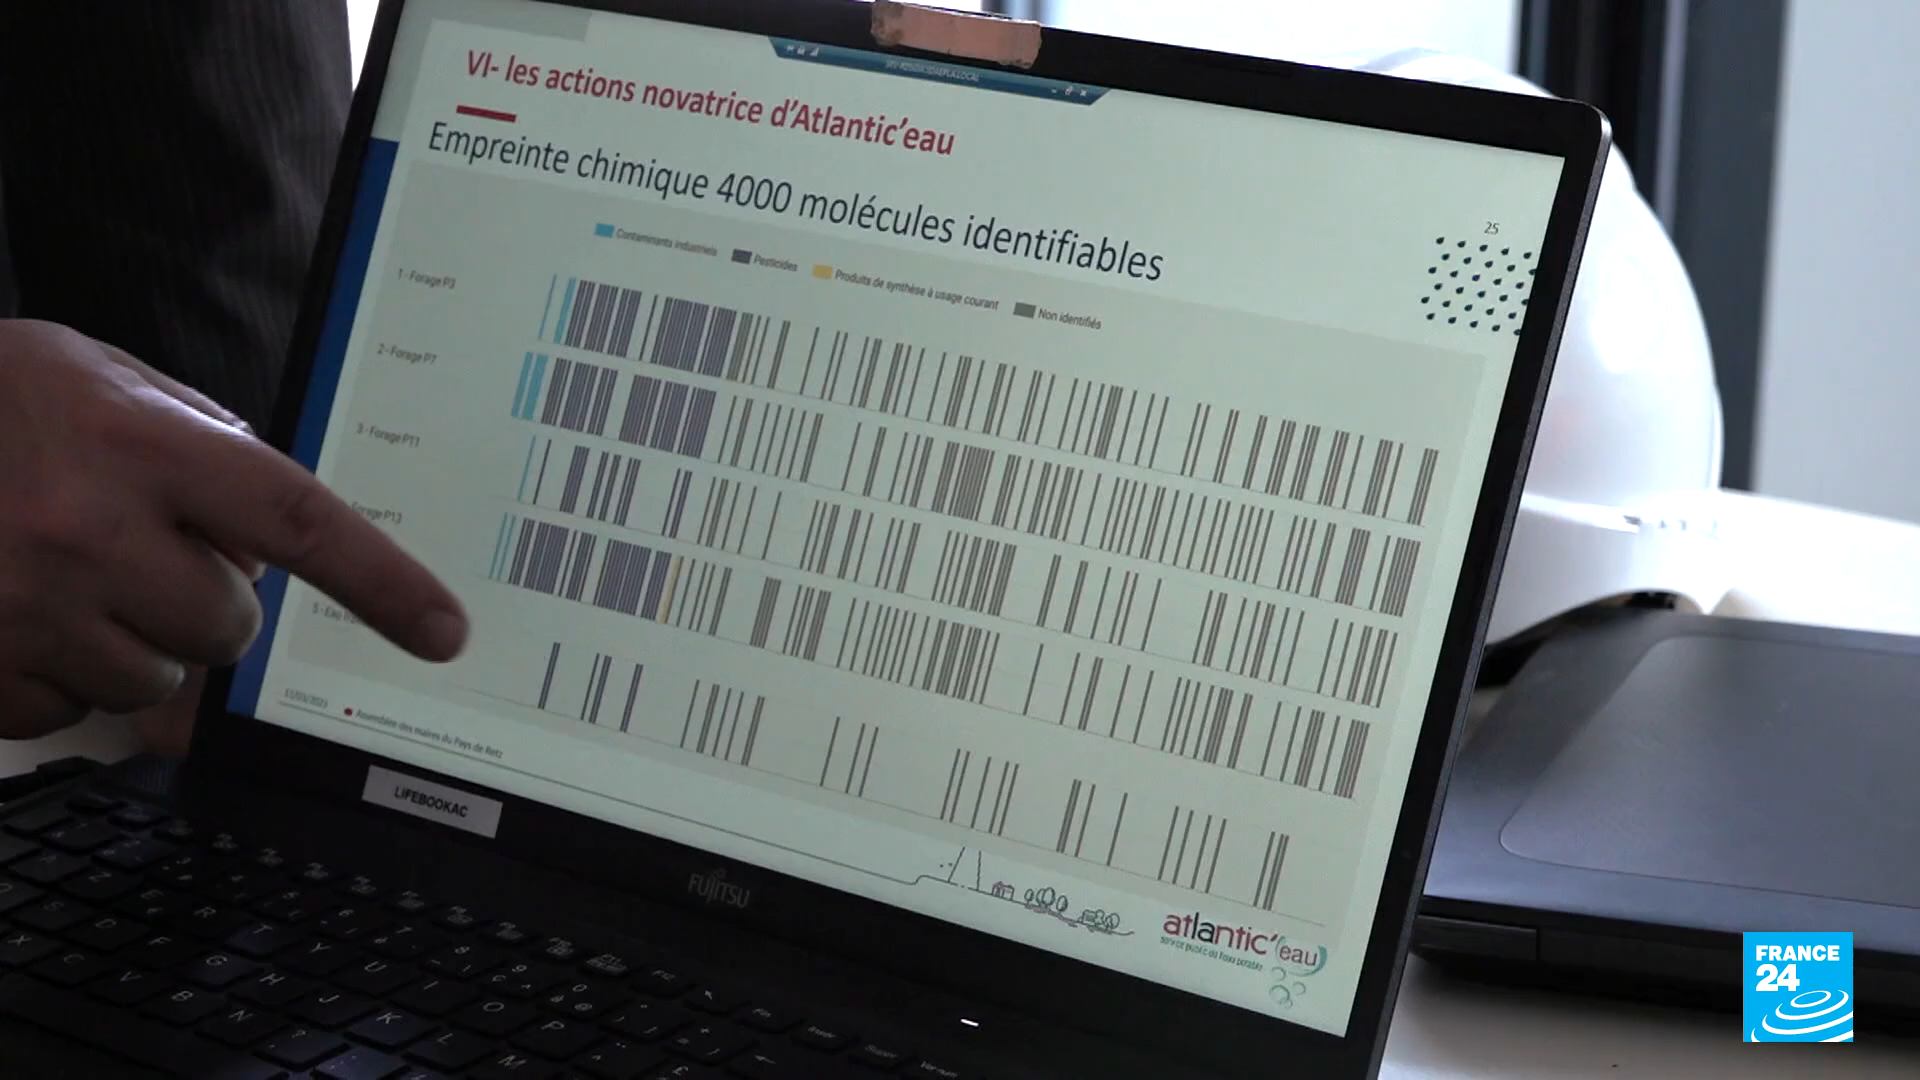 VI- les actions novatrice d'Atlantic'eau
Empreinte chimique 4000 molécules identifiables
25
Contaminants industriels
Pesticides
Produits de synthèse à usage courant
Non identifiés
1 - Forage P3
2 - Forage P7
3 - Forage P11
Forage P13
5 - Eau
Assemblée des maires du Pays de Retz
atlantic'eau
LIFEBOOKAC
FUJITSU
FRANCE
24